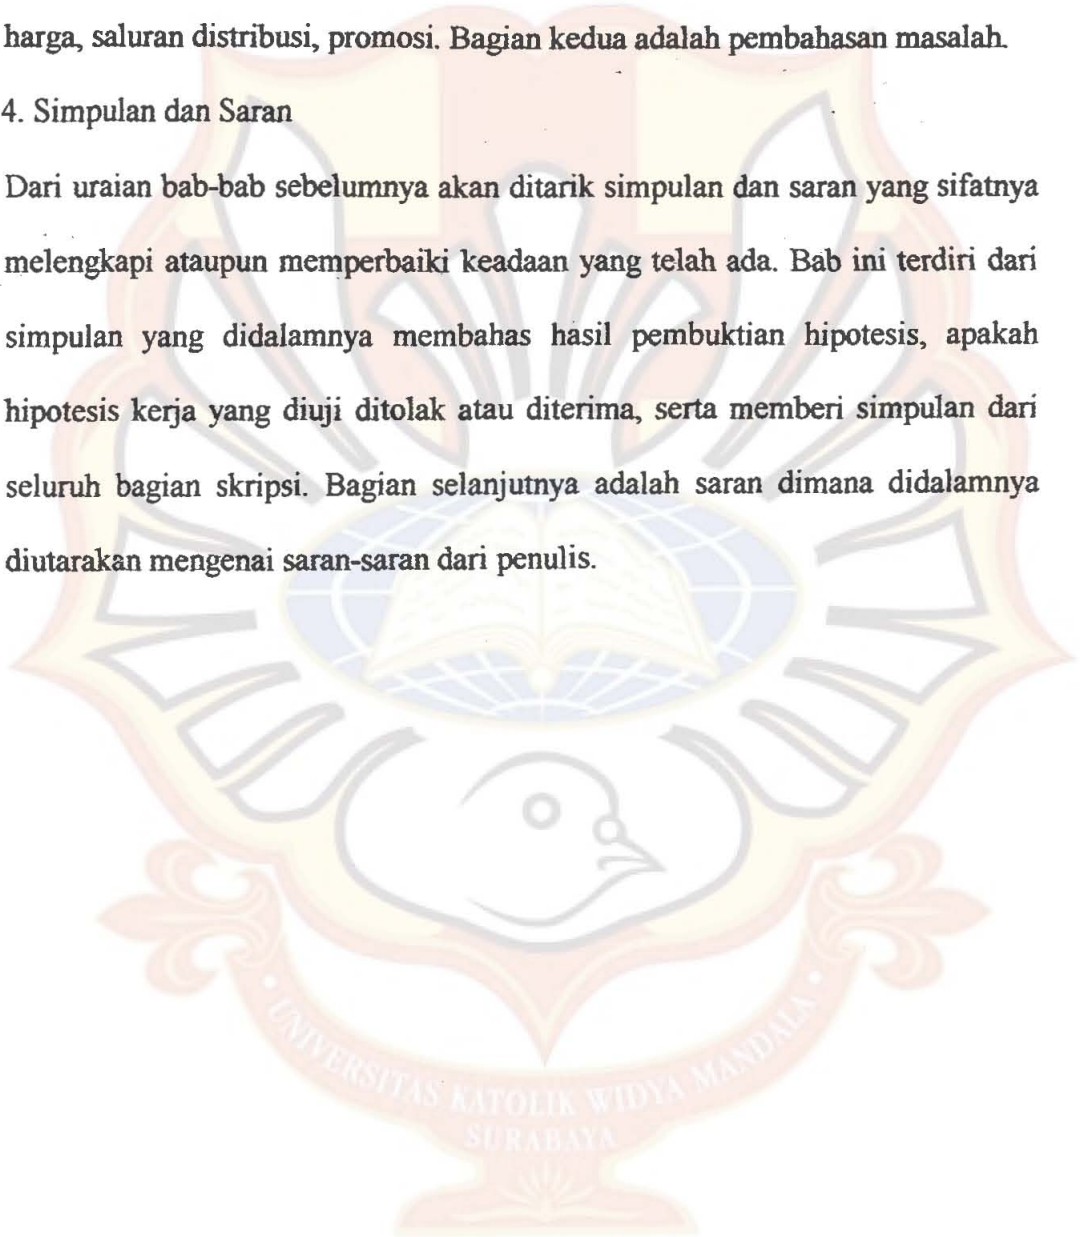 harga, saluran distribusi, promosi. Bagian kedua adalah pembahasan masalah.
4. Simpulan dan Saran
Dari uraian bab-bab sebelumnya akan ditarik simpulan dan saran yang sifatnya
melengkapi ataupun memperbaiki keadaan yang telah ada. Bab ini terdiri dari
simpulan yang didalamnya membahas hasil pembuktian hipotesis, apakah
hipotesis kerja yang diuji ditolak atau diterima, serta memberi simpulan dari
seluruh bagian skripsi. Bagian selanjutnya adalah saran dimana didalamnya
diutarakan mengenai saran-saran dari penulis.
• UNIVERSITAS KATOLIK WIDYA MANDALA •
SURABAYA